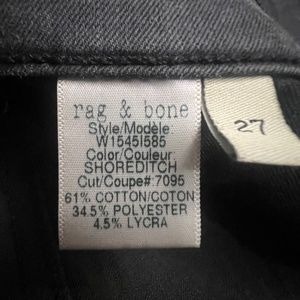 rag & bone
Style/Modèle:
W1545I585
Color/Couleur
SHOREDITCH
Cut/Coupe#:7095
61% COTTON/COTON
34.5% POLYESTER
4.5% LYCRA
27